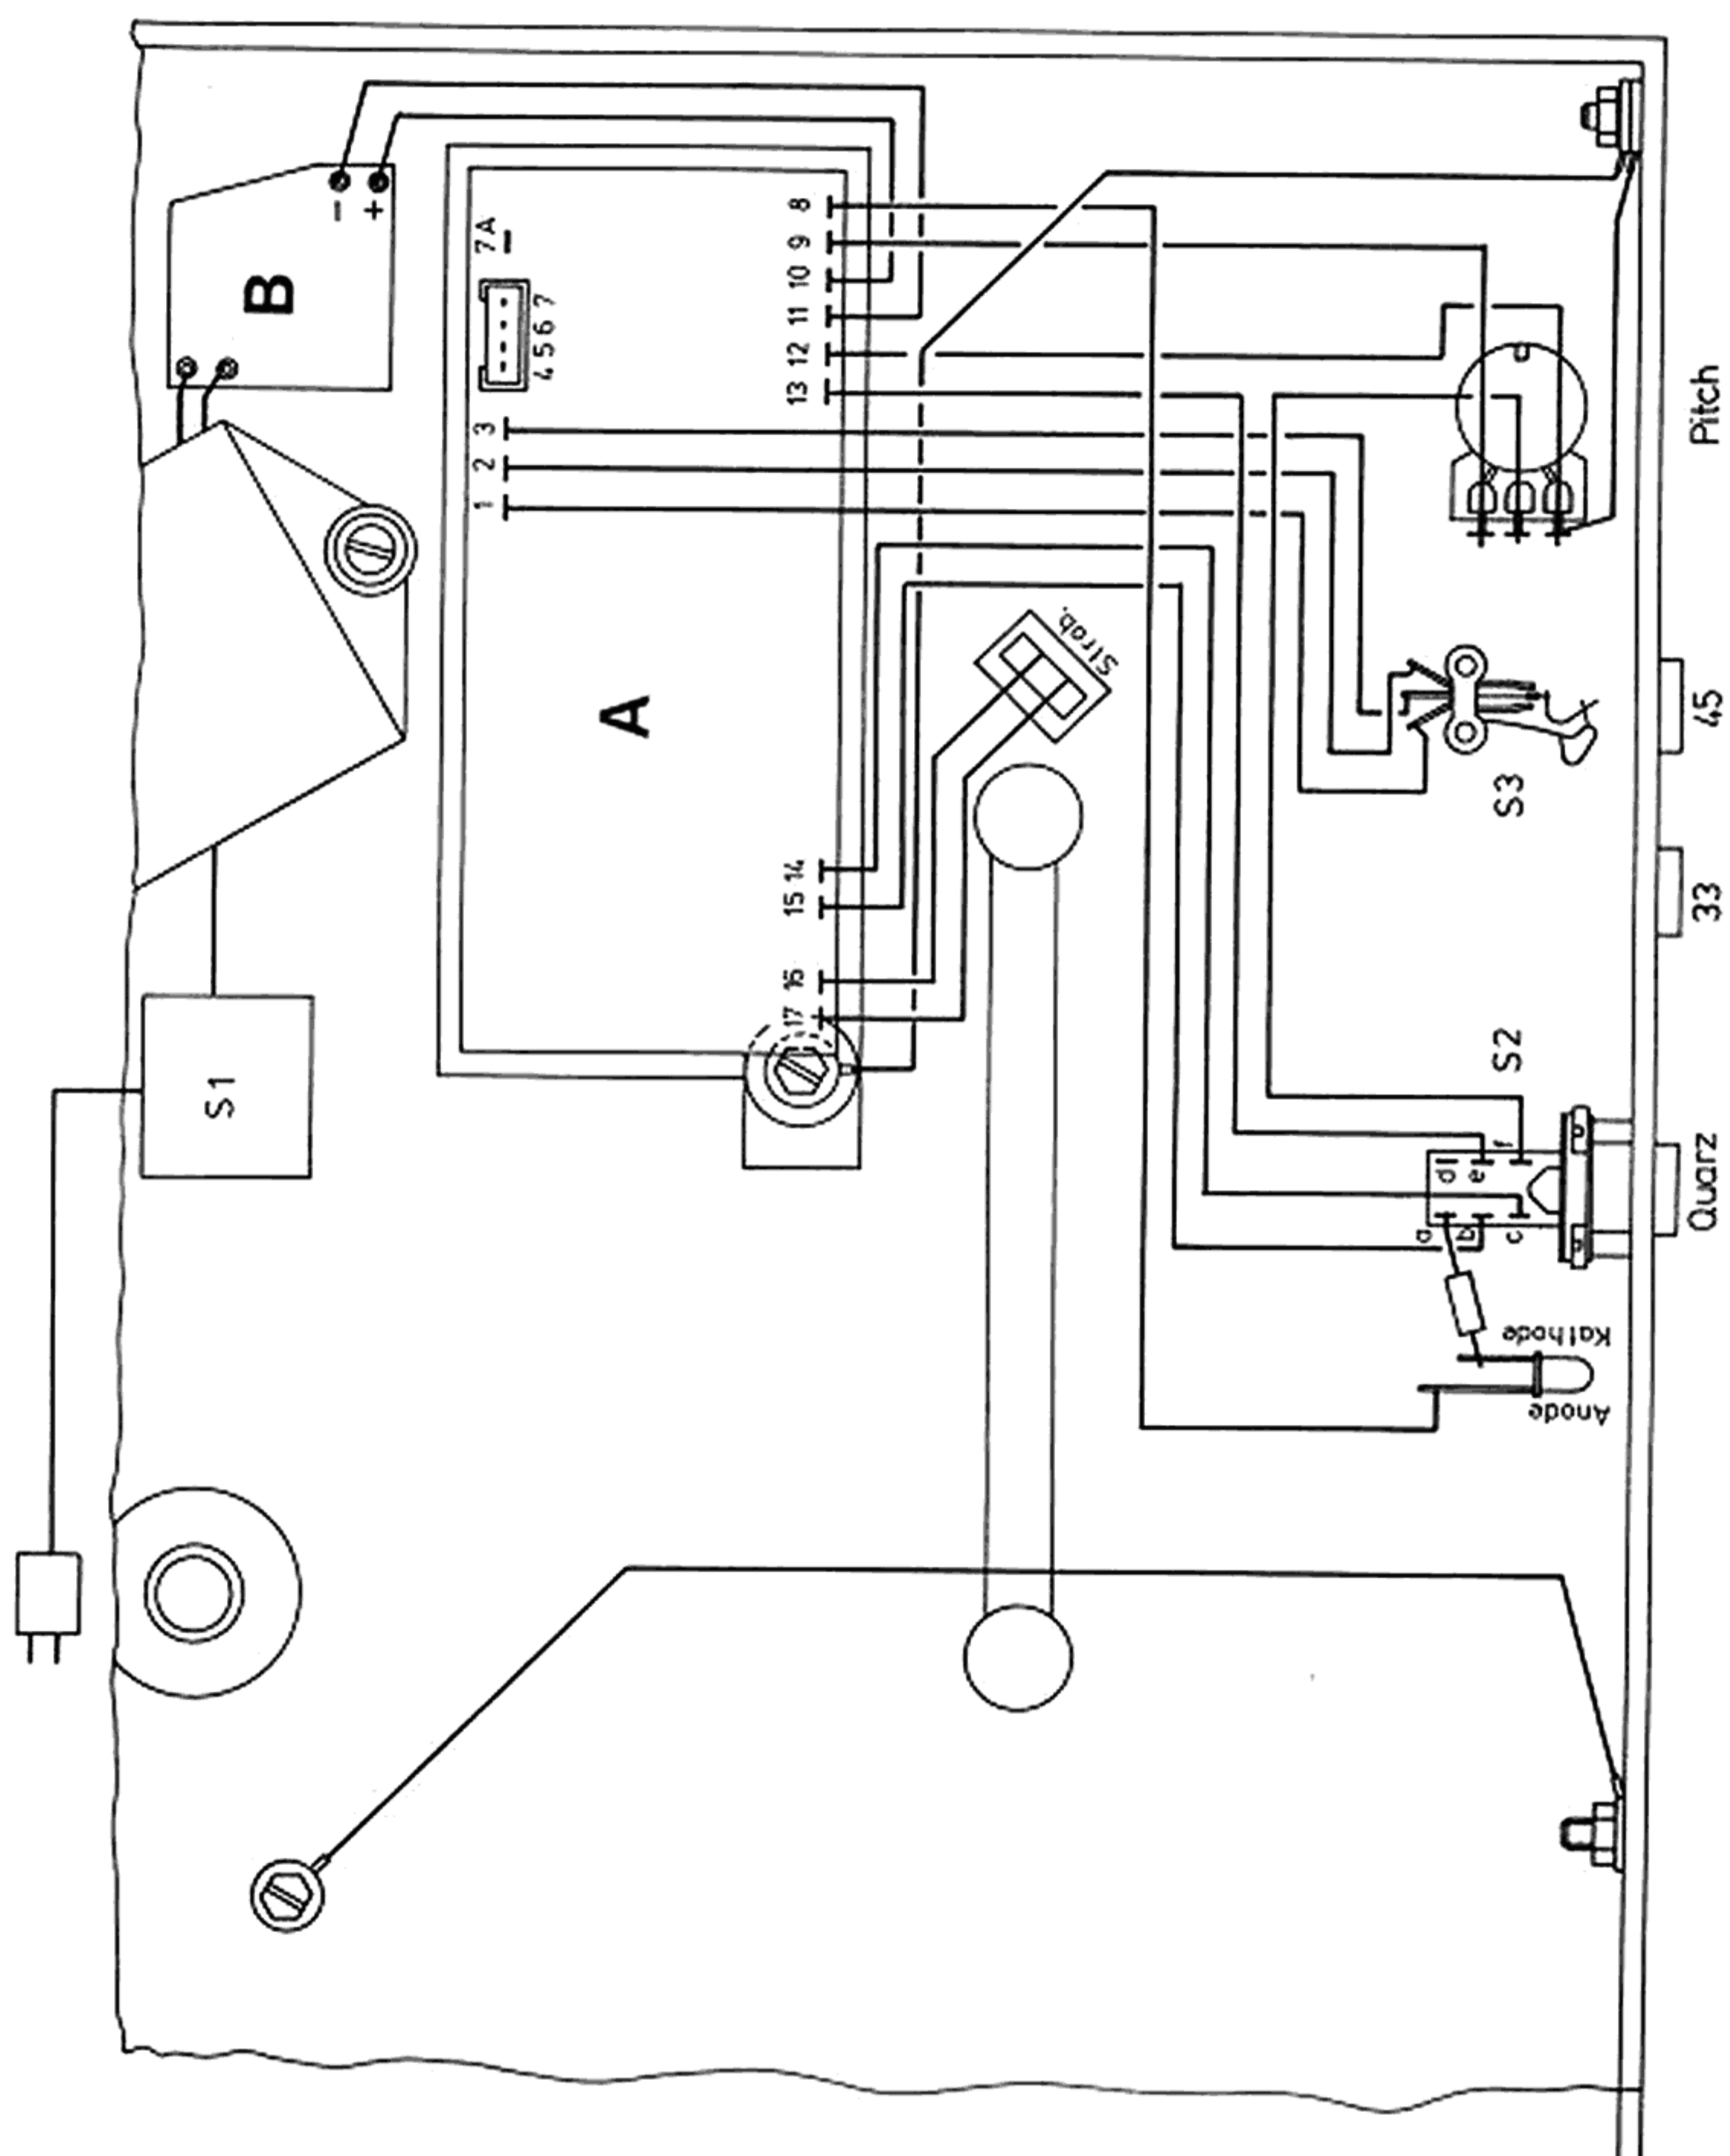 −
+
B
7A
4 5 6 7
3
2
1
8
9
10
11
12
13
A
14
15
16
17
Strob.
S1
Pitch
45
33
Quarz
S3
S2
a
b
c
d
e
f
Kathode
Anode